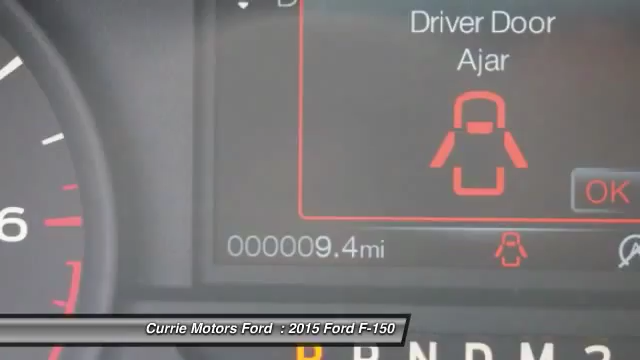 Driver Door
Ajar
OK
6
000009.4mi
Currie Motors Ford : 2015 Ford F-150
P R N D M